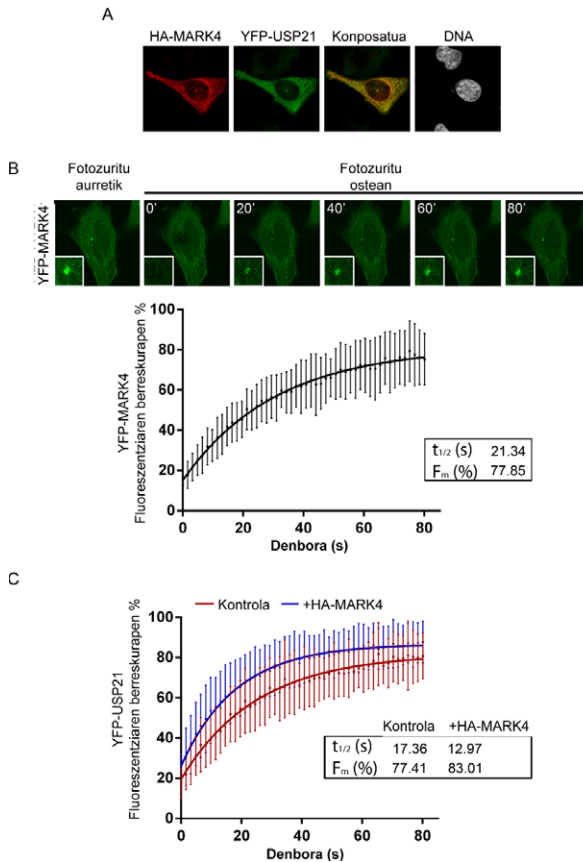 A
HA-MARK4 YFP-USP21 Konposatua DNA
B
Fotozuritu aurretik
Fotozuritu ostean
YFP-MARK4
0' 20' 40' 60' 80'
YFP-MARK4
Fluoreszentziaren berreskurapen %
100
80
60
40
20
0
0 20 40 60 80
Denbora (s)
t1/2 (s) 21.34
Fm (%) 77.85
C
Kontrola +HA-MARK4
YFP-USP21
Fluoreszentziaren berreskurapen %
100
80
60
40
20
0
0 20 40 60 80
Denbora (s)
Kontrola +HA-MARK4
t1/2 (s) 17.36 12.97
Fm (%) 77.41 83.01